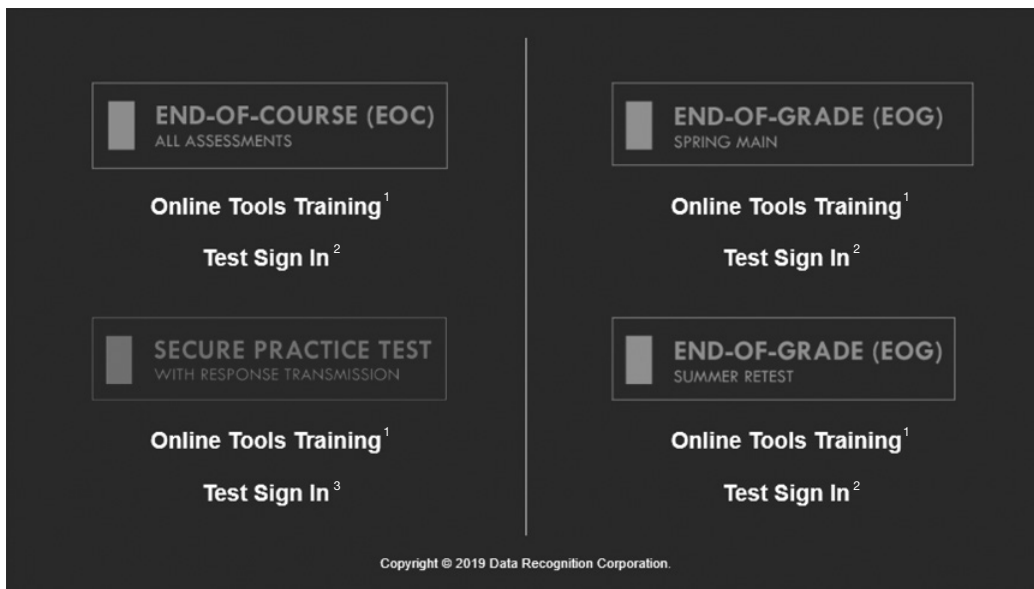 END-OF-COURSE (EOC)
ALL ASSESSMENTS
Online Tools Training¹
Test Sign In²
SECURE PRACTICE TEST
WITH RESPONSE TRANSMISSION
Online Tools Training¹
Test Sign In³
END-OF-GRADE (EOG)
SPRING MAIN
Online Tools Training¹
Test Sign In²
END-OF-GRADE (EOG)
SUMMER RETEST
Online Tools Training¹
Test Sign In²
Copyright © 2019 Data Recognition Corporation.